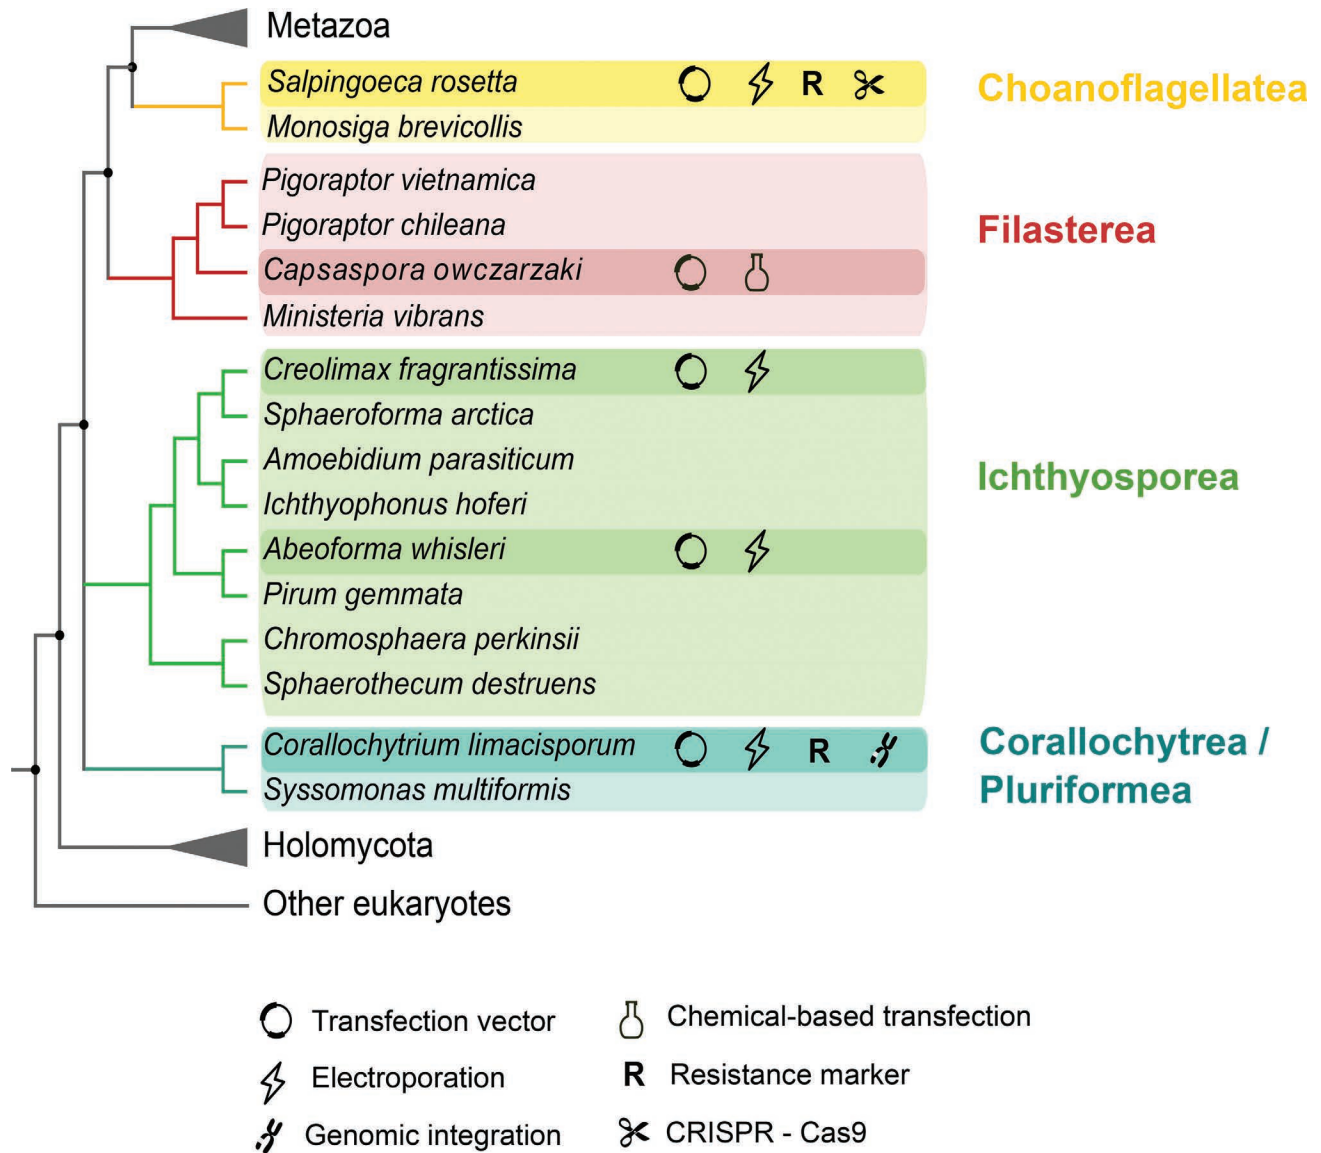 Metazoa
Salpingoeca rosetta R
Choanoflagellatea
Monosiga brevicollis
Pigoraptor vietnamica
Pigoraptor chileana
Filasterea
Capsaspora owczarzaki
Ministeria vibrans
Creolimax fragrantissima
Sphaeroforma arctica
Amoebidium parasiticum
Ichthyosporea
Ichthyophonus hoferi
Abeoforma whisleri
Pirum gemmata
Chromosphaera perkinsii
Sphaerothecum destruens
Corallochytrium limacisporum R
Corallochytrea /
Pluriformea
Syssomonas multiformis
Holomycota
Other eukaryotes
Transfection vector
Chemical-based transfection
Electroporation
R Resistance marker
Genomic integration
CRISPR - Cas9